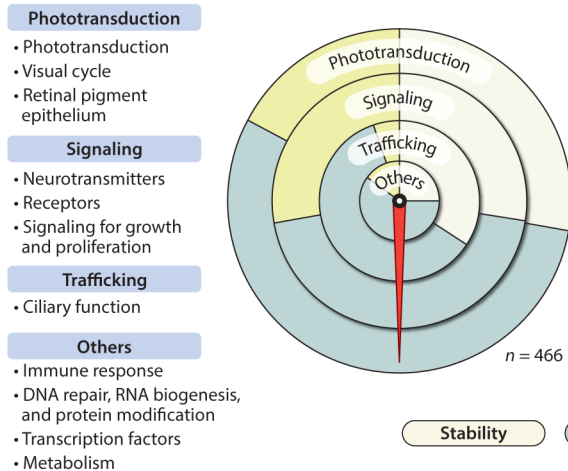 Phototransduction
• Phototransduction
• Visual cycle
• Retinal pigment
epithelium
Signaling
• Neurotransmitters
• Receptors
• Signaling for growth
and proliferation
Trafficking
• Ciliary function
Others
• Immune response
• DNA repair, RNA biogenesis,
and protein modification
• Transcription factors
• Metabolism
Phototransduction
Signaling
Trafficking
Others
n = 466
Stability